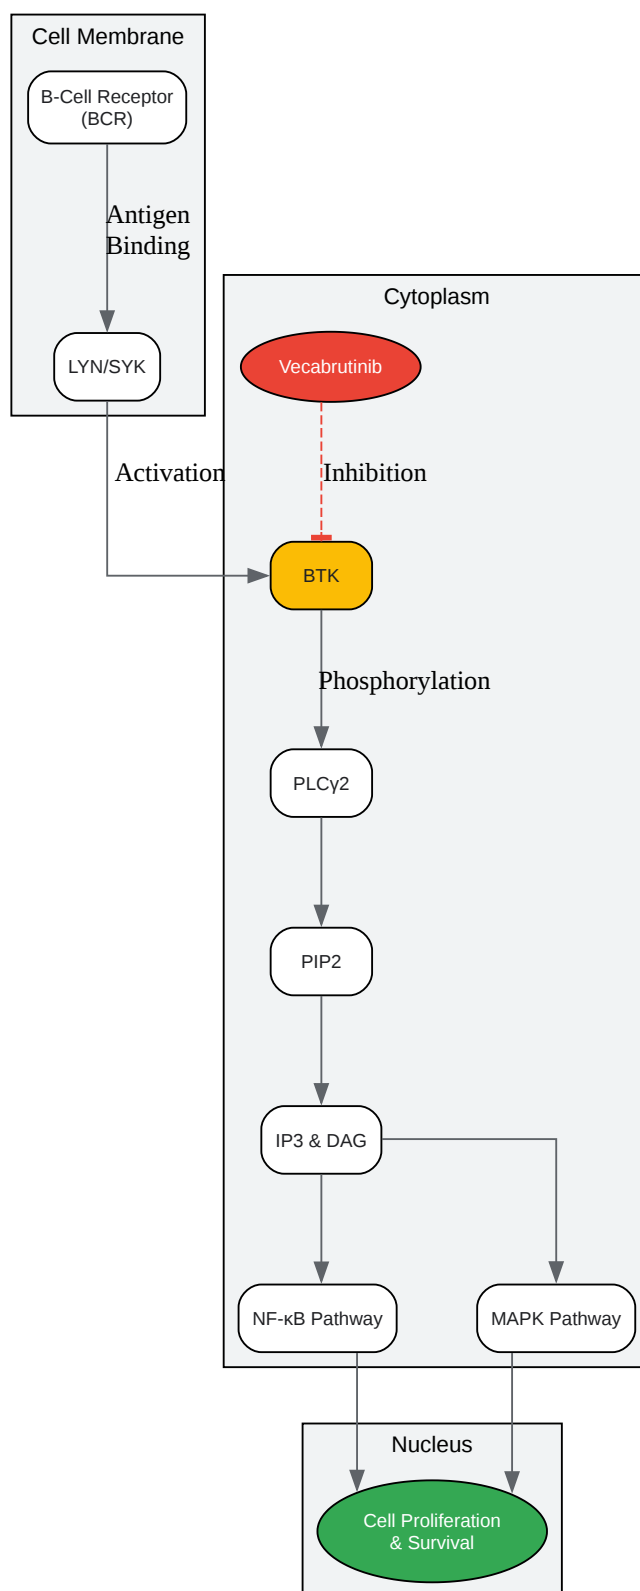 Cell Membrane
B-Cell Receptor
(BCR)
Antigen
Binding
LYN/SYK
Activation
Cytoplasm
Vecabrutinib
Inhibition
BTK
Phosphorylation
PLCγ2
PIP2
IP3 & DAG
NF-κB Pathway
MAPK Pathway
Nucleus
Cell Proliferation
& Survival